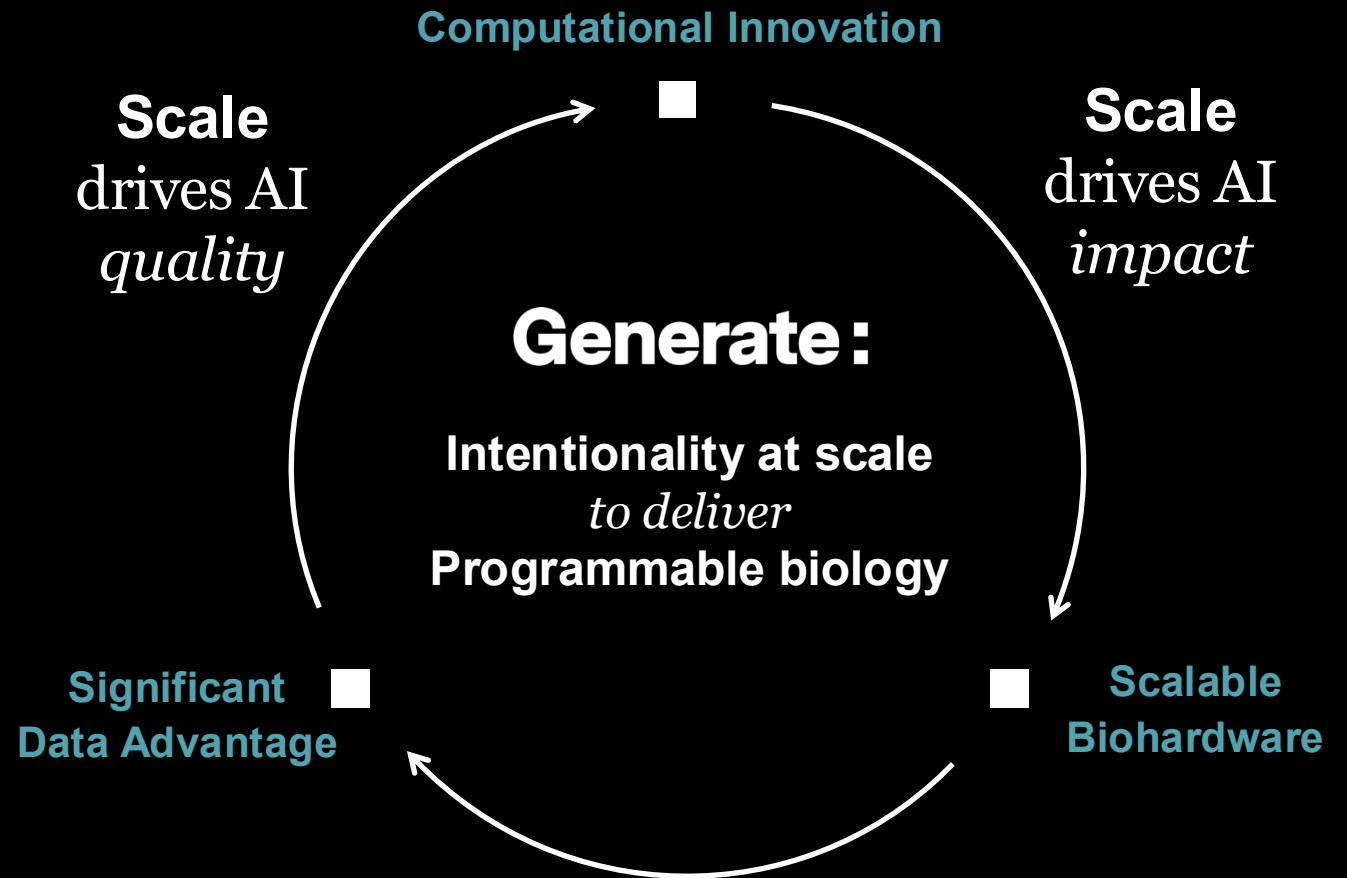 Computational Innovation
Scale
drives AI
quality
Scale
drives AI
impact
Generate:
Intentionality at scale
to deliver
Programmable biology
Significant
Data Advantage
Scalable
Biohardware